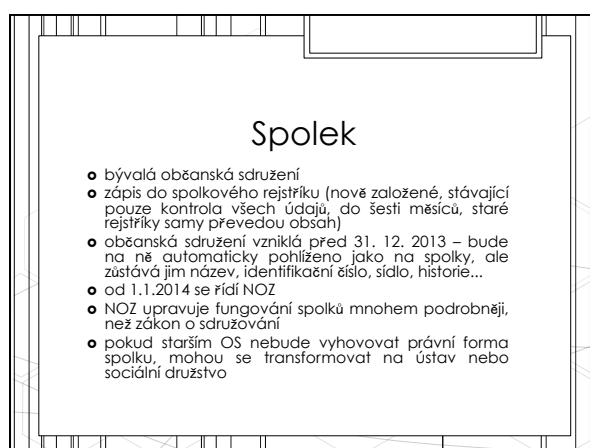 Spolek
bývalá občanská sdružení
zápis do spolkového rejstříku (nově založené, stávající
pouze kontrola všech údajů, do šesti měsíců, staré
rejstříky samy převedou obsah)
občanská sdružení vzniklá před 31. 12. 2013 – bude
na ně automaticky pohlíženo jako na spolky, ale
zůstává jim název, identifikační číslo, sídlo, historie...
od 1.1.2014 se řídí NOZ
NOZ upravuje fungování spolků mnohem podrobněji,
než zákon o sdružování
pokud starším OS nebude vyhovovat právní forma
spolku, mohou se transformovat na ústav nebo
sociální družstvo